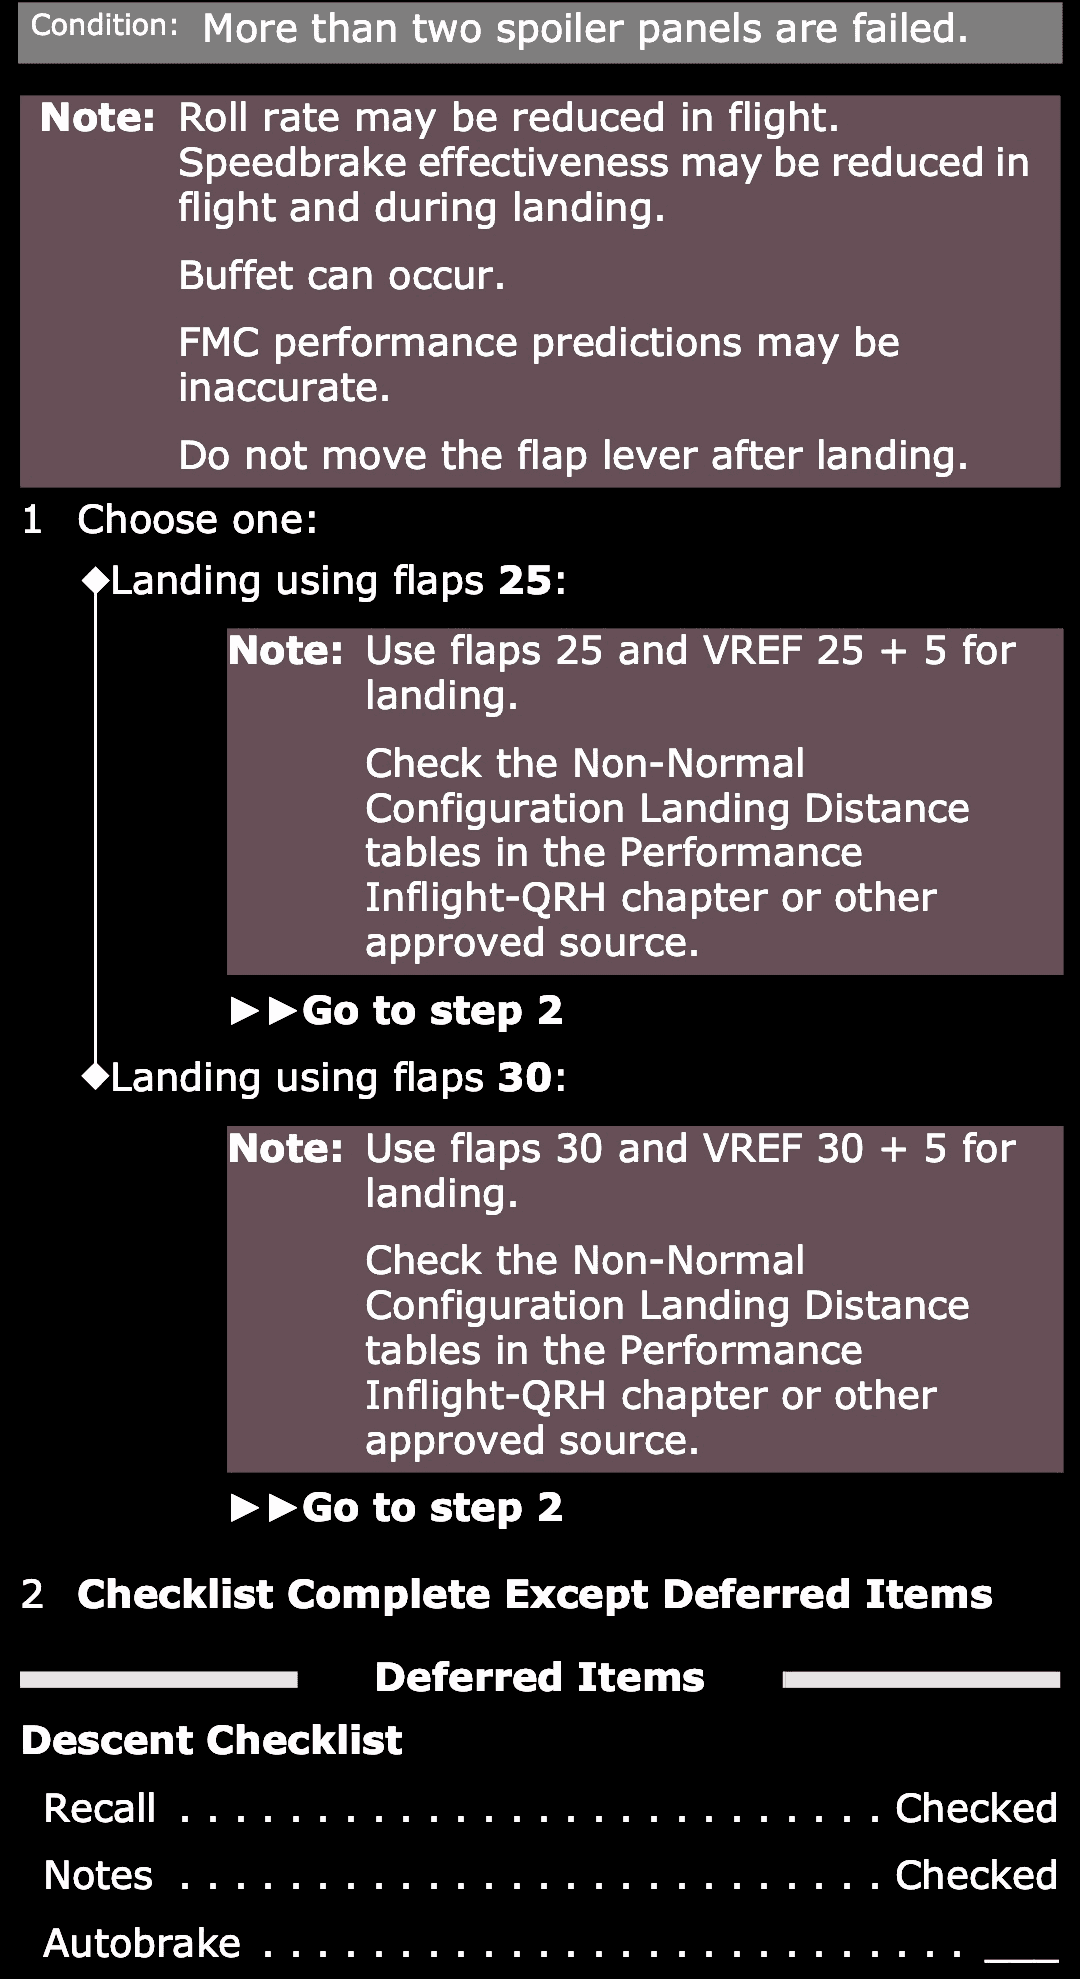 Condition: More than two spoiler panels are failed.
Note: Roll rate may be reduced in flight.
Speedbrake effectiveness may be reduced in
flight and during landing.
Buffet can occur.
FMC performance predictions may be
inaccurate.
Do not move the flap lever after landing.
1 Choose one:
◆Landing using flaps 25:
Note: Use flaps 25 and VREF 25 + 5 for
landing.
Check the Non-Normal
Configuration Landing Distance
tables in the Performance
Inflight-QRH chapter or other
approved source.
►►Go to step 2
◆Landing using flaps 30:
Note: Use flaps 30 and VREF 30 + 5 for
landing.
Check the Non-Normal
Configuration Landing Distance
tables in the Performance
Inflight-QRH chapter or other
approved source.
►►Go to step 2
2 Checklist Complete Except Deferred Items
Deferred Items
Descent Checklist
Recall . . . . . . . . . . . . . . . . . . . . . . . . . . Checked
Notes . . . . . . . . . . . . . . . . . . . . . . . . . . Checked
Autobrake . . . . . . . . . . . . . . . . . . . . . . . . . . ___